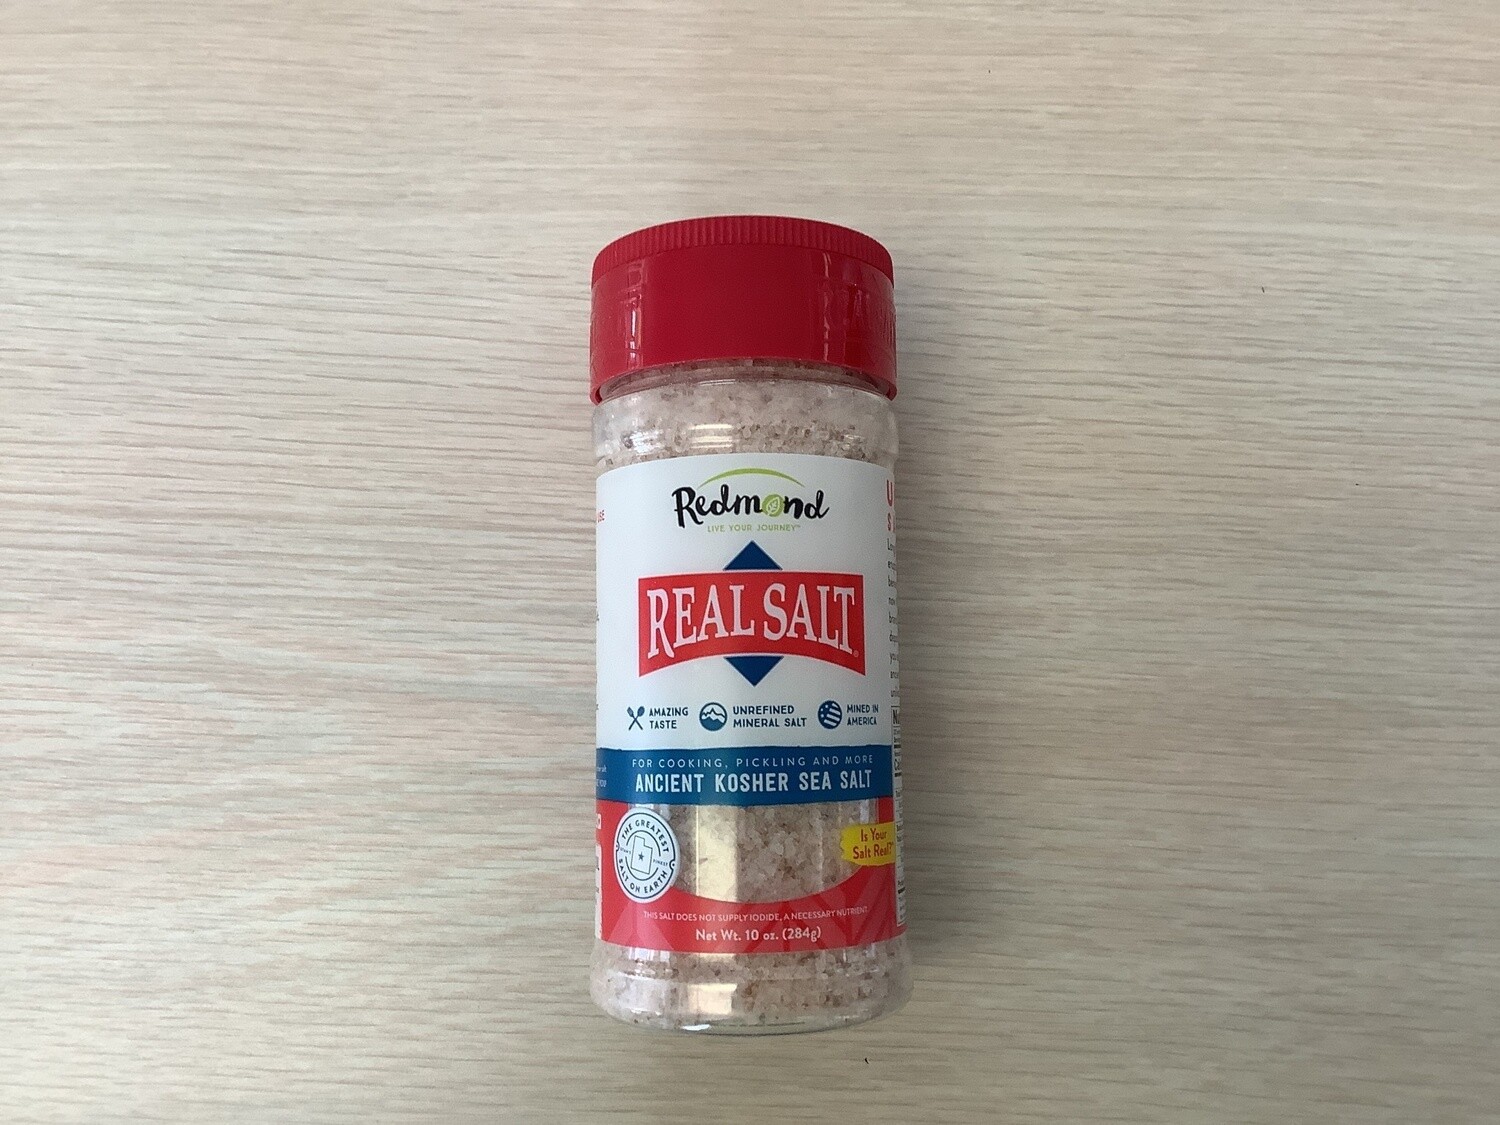 Redmond
LIVE YOUR JOURNEY™
REAL SALT®
AMAZING
TASTE
UNREFINED
MINERAL SALT
MINED IN
AMERICA
FOR COOKING, PICKLING AND MORE
ANCIENT KOSHER SEA SALT
THE GREATEST
SALT ON EARTH
Is Your
Salt Real?
THIS SALT DOES NOT SUPPLY IODIDE, A NECESSARY NUTRIENT.
Net Wt. 10 oz. (284g)